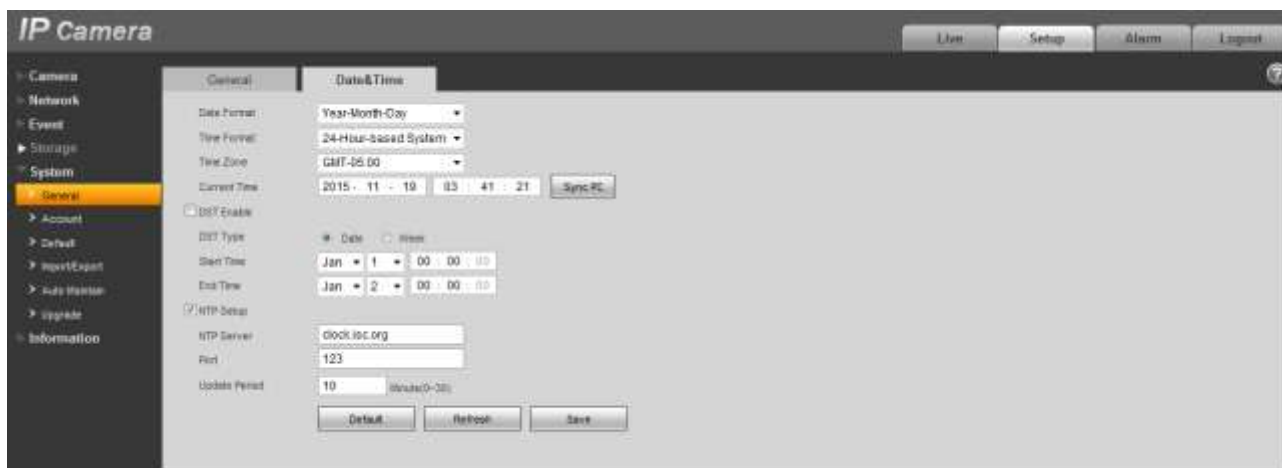 IP Camera
Live Setup Alarm Logout
Camera
Network
Event
Storage
System
General
Account
Default
Import/Export
Auto Maintain
Upgrade
Information
General Date&Time
Date Format Year-Month-Day
Time Format 24-Hour-based System
Time Zone GMT-05:00
Current Time 2015 - 11 - 19 03 : 41 : 21 Sync PC
DST Enable
DST Type Date Week
Start Time Jan 1 00 : 00 : 00
End Time Jan 2 00 : 00 : 00
NTP Setup
NTP Server clock.isc.org
Port 123
Update Period 10 Minute(0~30)
Default Refresh Save